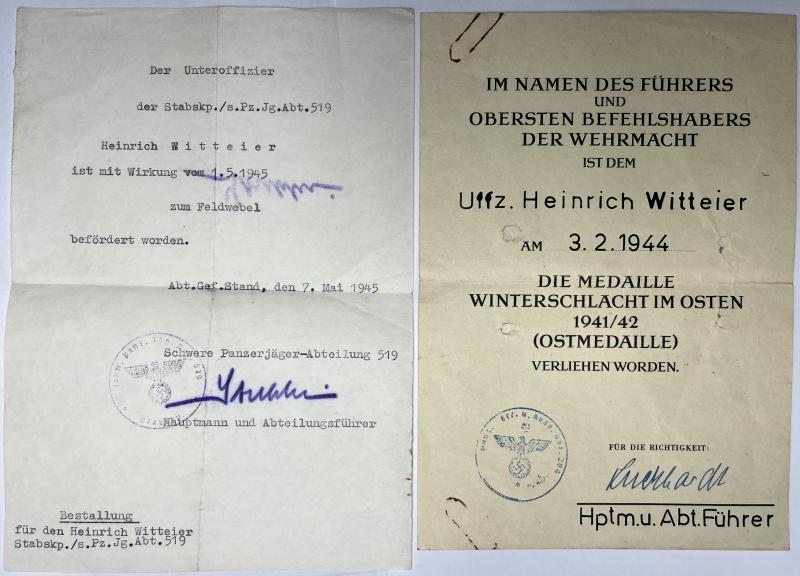 Der Unteroffizier
der Stabskp./s.Pz.Jg.Abt.519
Heinrich W i t t e i e r
ist mit Wirkung vom 1.5.1945
zum Feldwebel
befördert worden.
Abt.Gef.Stand, den 7. Mai 1945
Schwere Panzerjäger-Abteilung 519
519
Hauptmann und Abteilungsführer
Bestallung
für den Heinrich Witteier
Stabskp./s.Pz.Jg.Abt.519
IM NAMEN DES FÜHRERS
UND
OBERSTEN BEFEHLSHABERS
DER WEHRMACHT
IST DEM
Uffz. Heinrich Witteier
AM 3.2.1944
DIE MEDAILLE
WINTERSCHLACHT IM OSTEN
1941/42
(OSTMEDAILLE)
VERLIEHEN WORDEN.
FÜR DIE RICHTIGKEIT:
Hptm.u.Abt.Führer